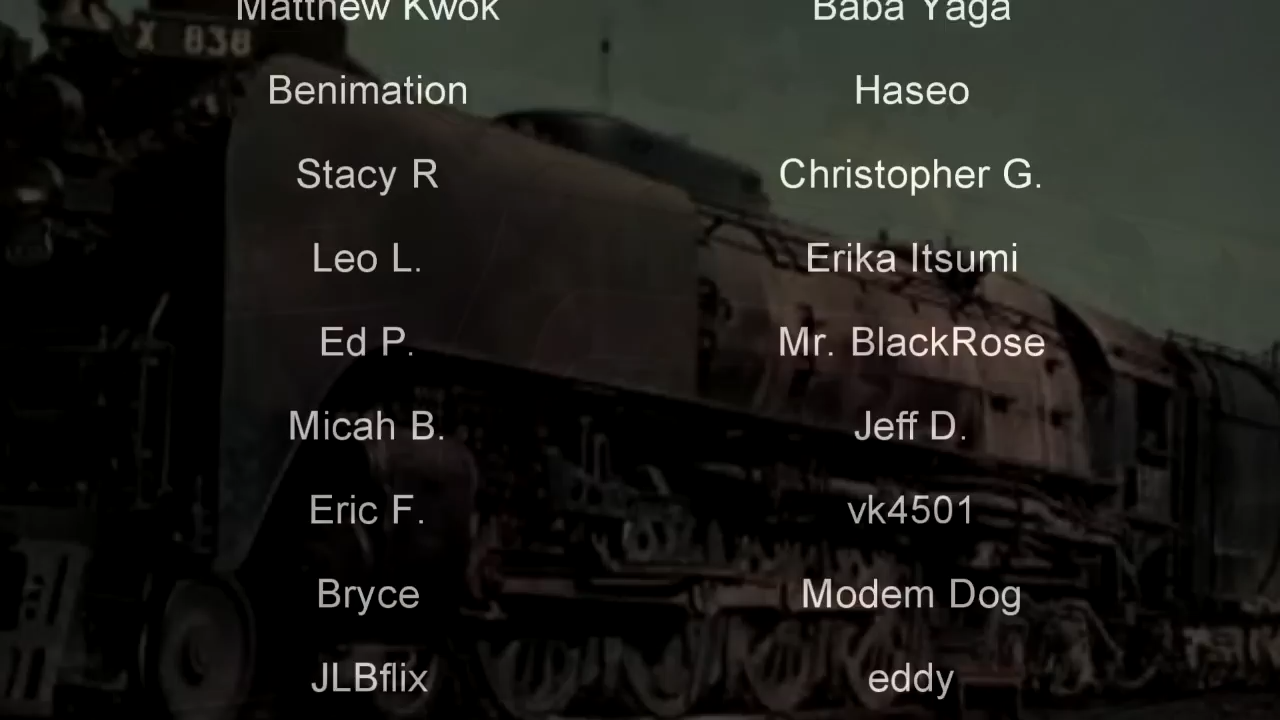 X 838
Matthew Kwok
Baba Yaga
Benimation
Haseo
Stacy R
Christopher G.
Leo L.
Erika Itsumi
Ed P.
Mr. BlackRose
Micah B.
Jeff D.
Eric F.
vk4501
Bryce
Modem Dog
JLBflix
eddy